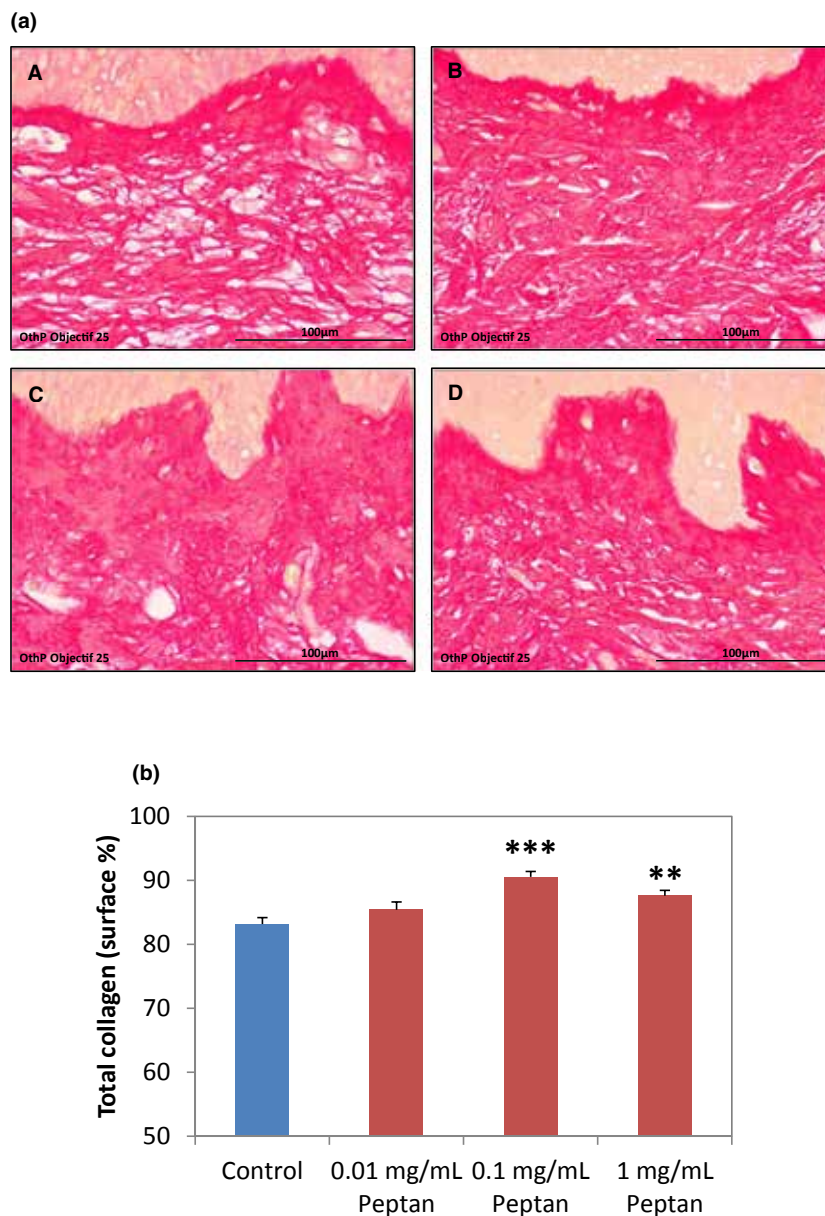 (a)
A
OthP Objectif 25
100µm
B
OthP Objectif 25
100µm
C
OthP Objectif 25
100µm
D
OthP Objectif 25
100µm
(b)
Total collagen (surface %)
100
90
80
70
60
50
***
**
Control
0.01 mg/mL
Peptan
0.1 mg/mL
Peptan
1 mg/mL
Peptan